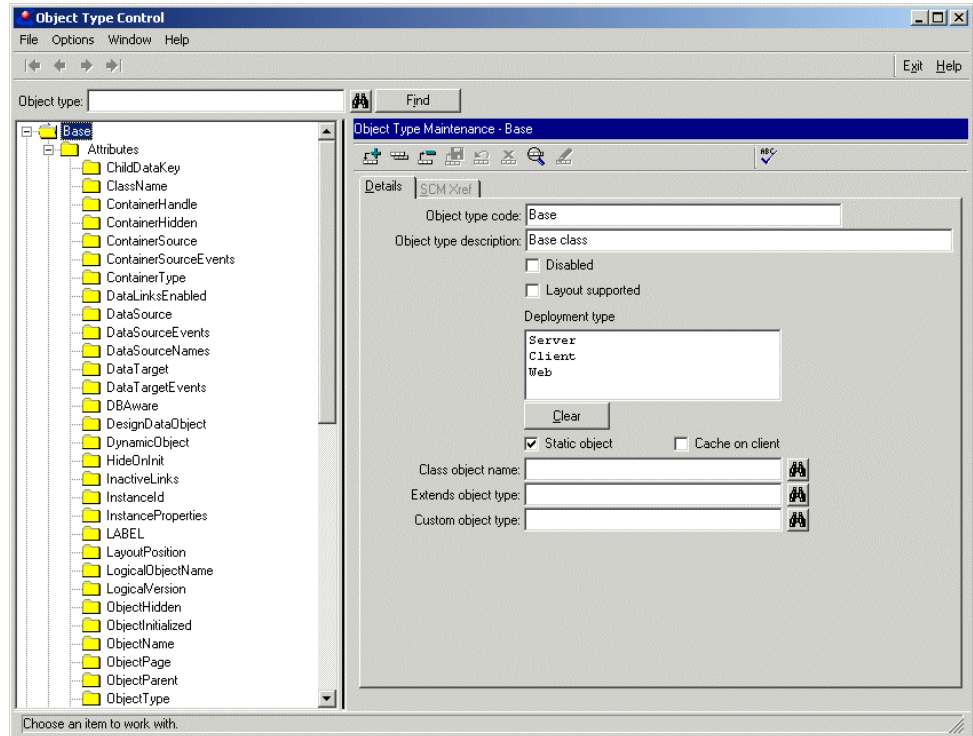 Object Type Control
File Options Window Help
Exit Help
Object type: Find
Base
Attributes
ChildDataKey
ClassName
ContainerHandle
ContainerHidden
ContainerSource
ContainerSourceEvents
ContainerType
DataLinksEnabled
DataSource
DataSourceEvents
DataSourceNames
DataTarget
DataTargetEvents
DBAware
DesignDataObject
DynamicObject
HideOnInit
InactiveLinks
InstanceId
InstanceProperties
LABEL
LayoutPosition
LogicalObjectName
LogicalVersion
ObjectHidden
ObjectInitialized
ObjectName
ObjectPage
ObjectParent
ObjectType
Object Type Maintenance - Base
ABC
Details SCM Xref
Object type code: Base
Object type description: Base class
Disabled
Layout supported
Deployment type
Server
Client
Web
Clear
Static object Cache on client
Class object name:
Extends object type:
Custom object type:
Choose an item to work with.